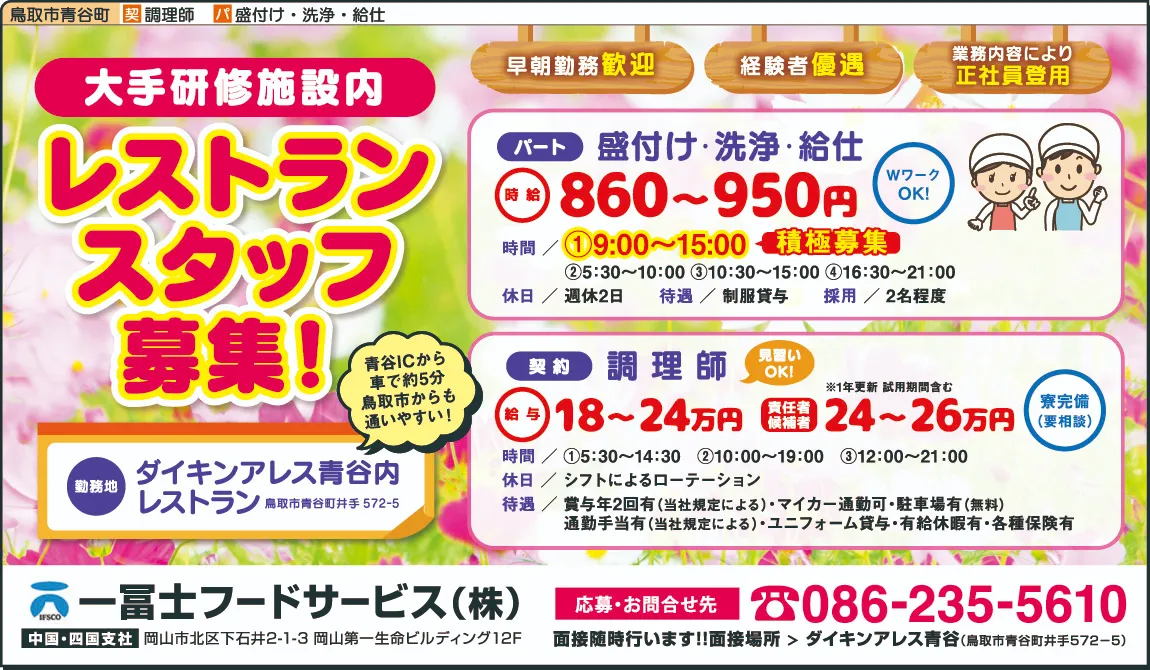 鳥取市青谷町 契 調理師 パ 盛付け・洗浄・給仕
大手研修施設内
レストラン
スタッフ
募集!
青谷ICから
車で約5分
鳥取市からも
通いやすい!
勤務地
ダイキンアレス青谷内
レストラン 鳥取市青谷町井手 572-5
早朝勤務歓迎
経験者優遇
業務内容により
正社員登用
パート 盛付け・洗浄・給仕
時給 860～950円
Wワーク
OK!
時間 ／ ①9:00～15:00 積極募集
②5:30～10:00 ③10:30～15:00 ④16:30～21:00
休日 ／ 週休2日 待遇 ／ 制服貸与 採用 ／ 2名程度
契約 調理師 見習い
OK!
※1年更新 試用期間含む
給与 18～24万円 責任者
候補者 24～26万円
寮完備
(要相談)
時間 ／ ①5:30～14:30 ②10:00～19:00 ③12:00～21:00
休日 ／ シフトによるローテーション
待遇 ／ 賞与年2回有(当社規定による)・マイカー通勤可・駐車場有(無料)
通勤手当有(当社規定による)・ユニフォーム貸与・有給休暇有・各種保険有
IFSCO
一冨士フードサービス(株)
中国・四国支社 岡山市北区下石井2-1-3 岡山第一生命ビルディング12F
応募・お問合せ先 ☎086-235-5610
面接随時行います!!面接場所 > ダイキンアレス青谷(鳥取市青谷町井手572-5)